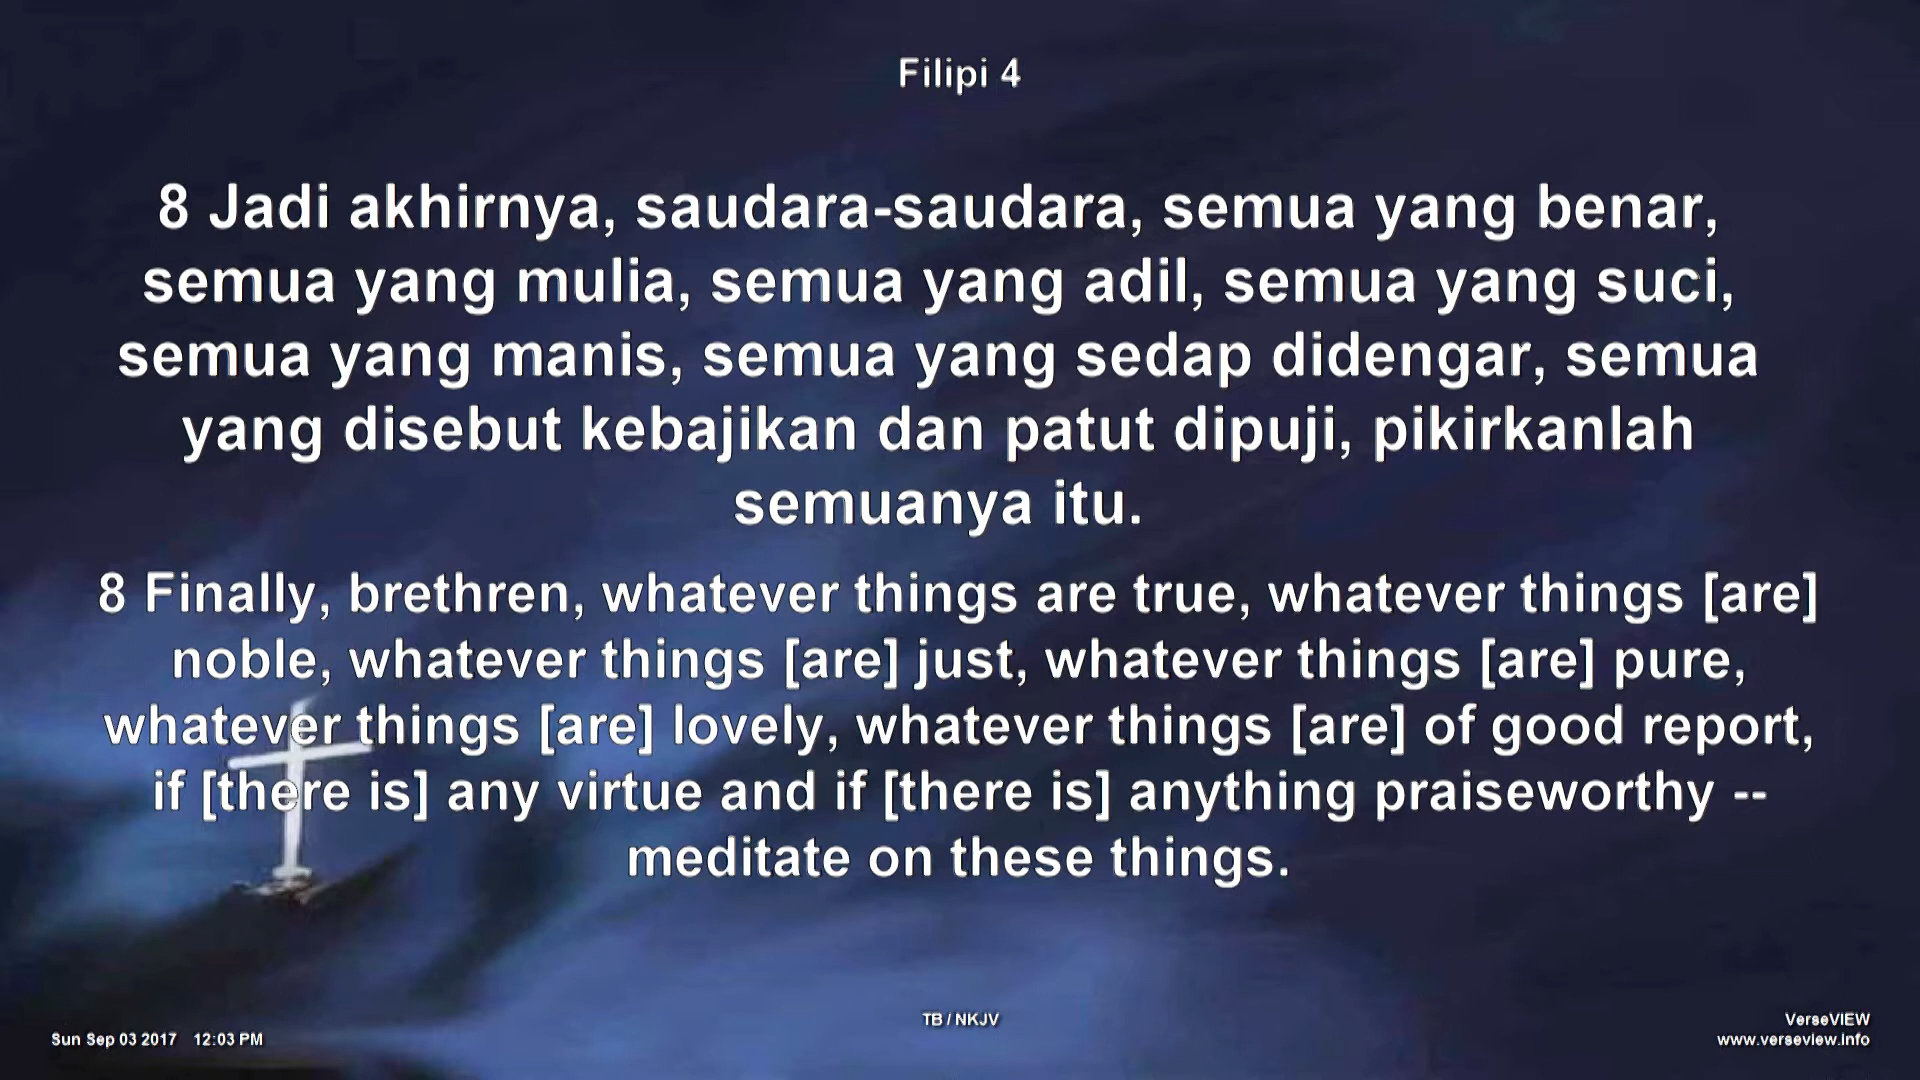 Filipi 4
8 Jadi akhirnya, saudara-saudara, semua yang benar,
semua yang mulia, semua yang adil, semua yang suci,
semua yang manis, semua yang sedap didengar, semua
yang disebut kebajikan dan patut dipuji, pikirkanlah
semuanya itu.
8 Finally, brethren, whatever things are true, whatever things [are]
noble, whatever things [are] just, whatever things [are] pure,
whatever things [are] lovely, whatever things [are] of good report,
if [there is] any virtue and if [there is] anything praiseworthy --
meditate on these things.
TB / NKJV
Sun Sep 03 2017 12:03 PM
VerseVIEW
www.verseview.info